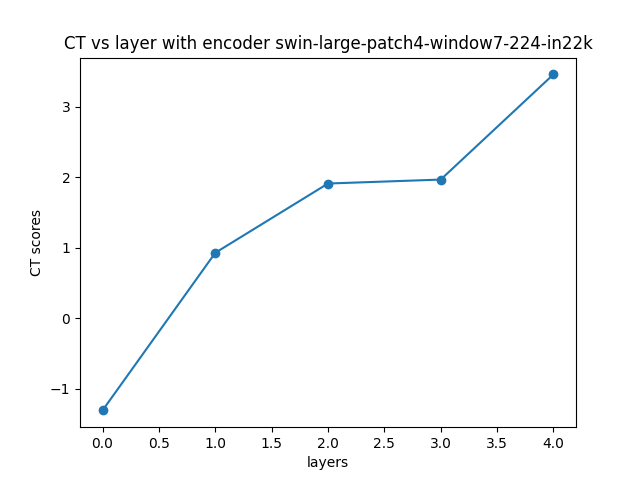 CT vs layer with encoder swin-large-patch4-window7-224-in22k
3
2
1
0
−1
CT scores
0.0 0.5 1.0 1.5 2.0 2.5 3.0 3.5 4.0
layers